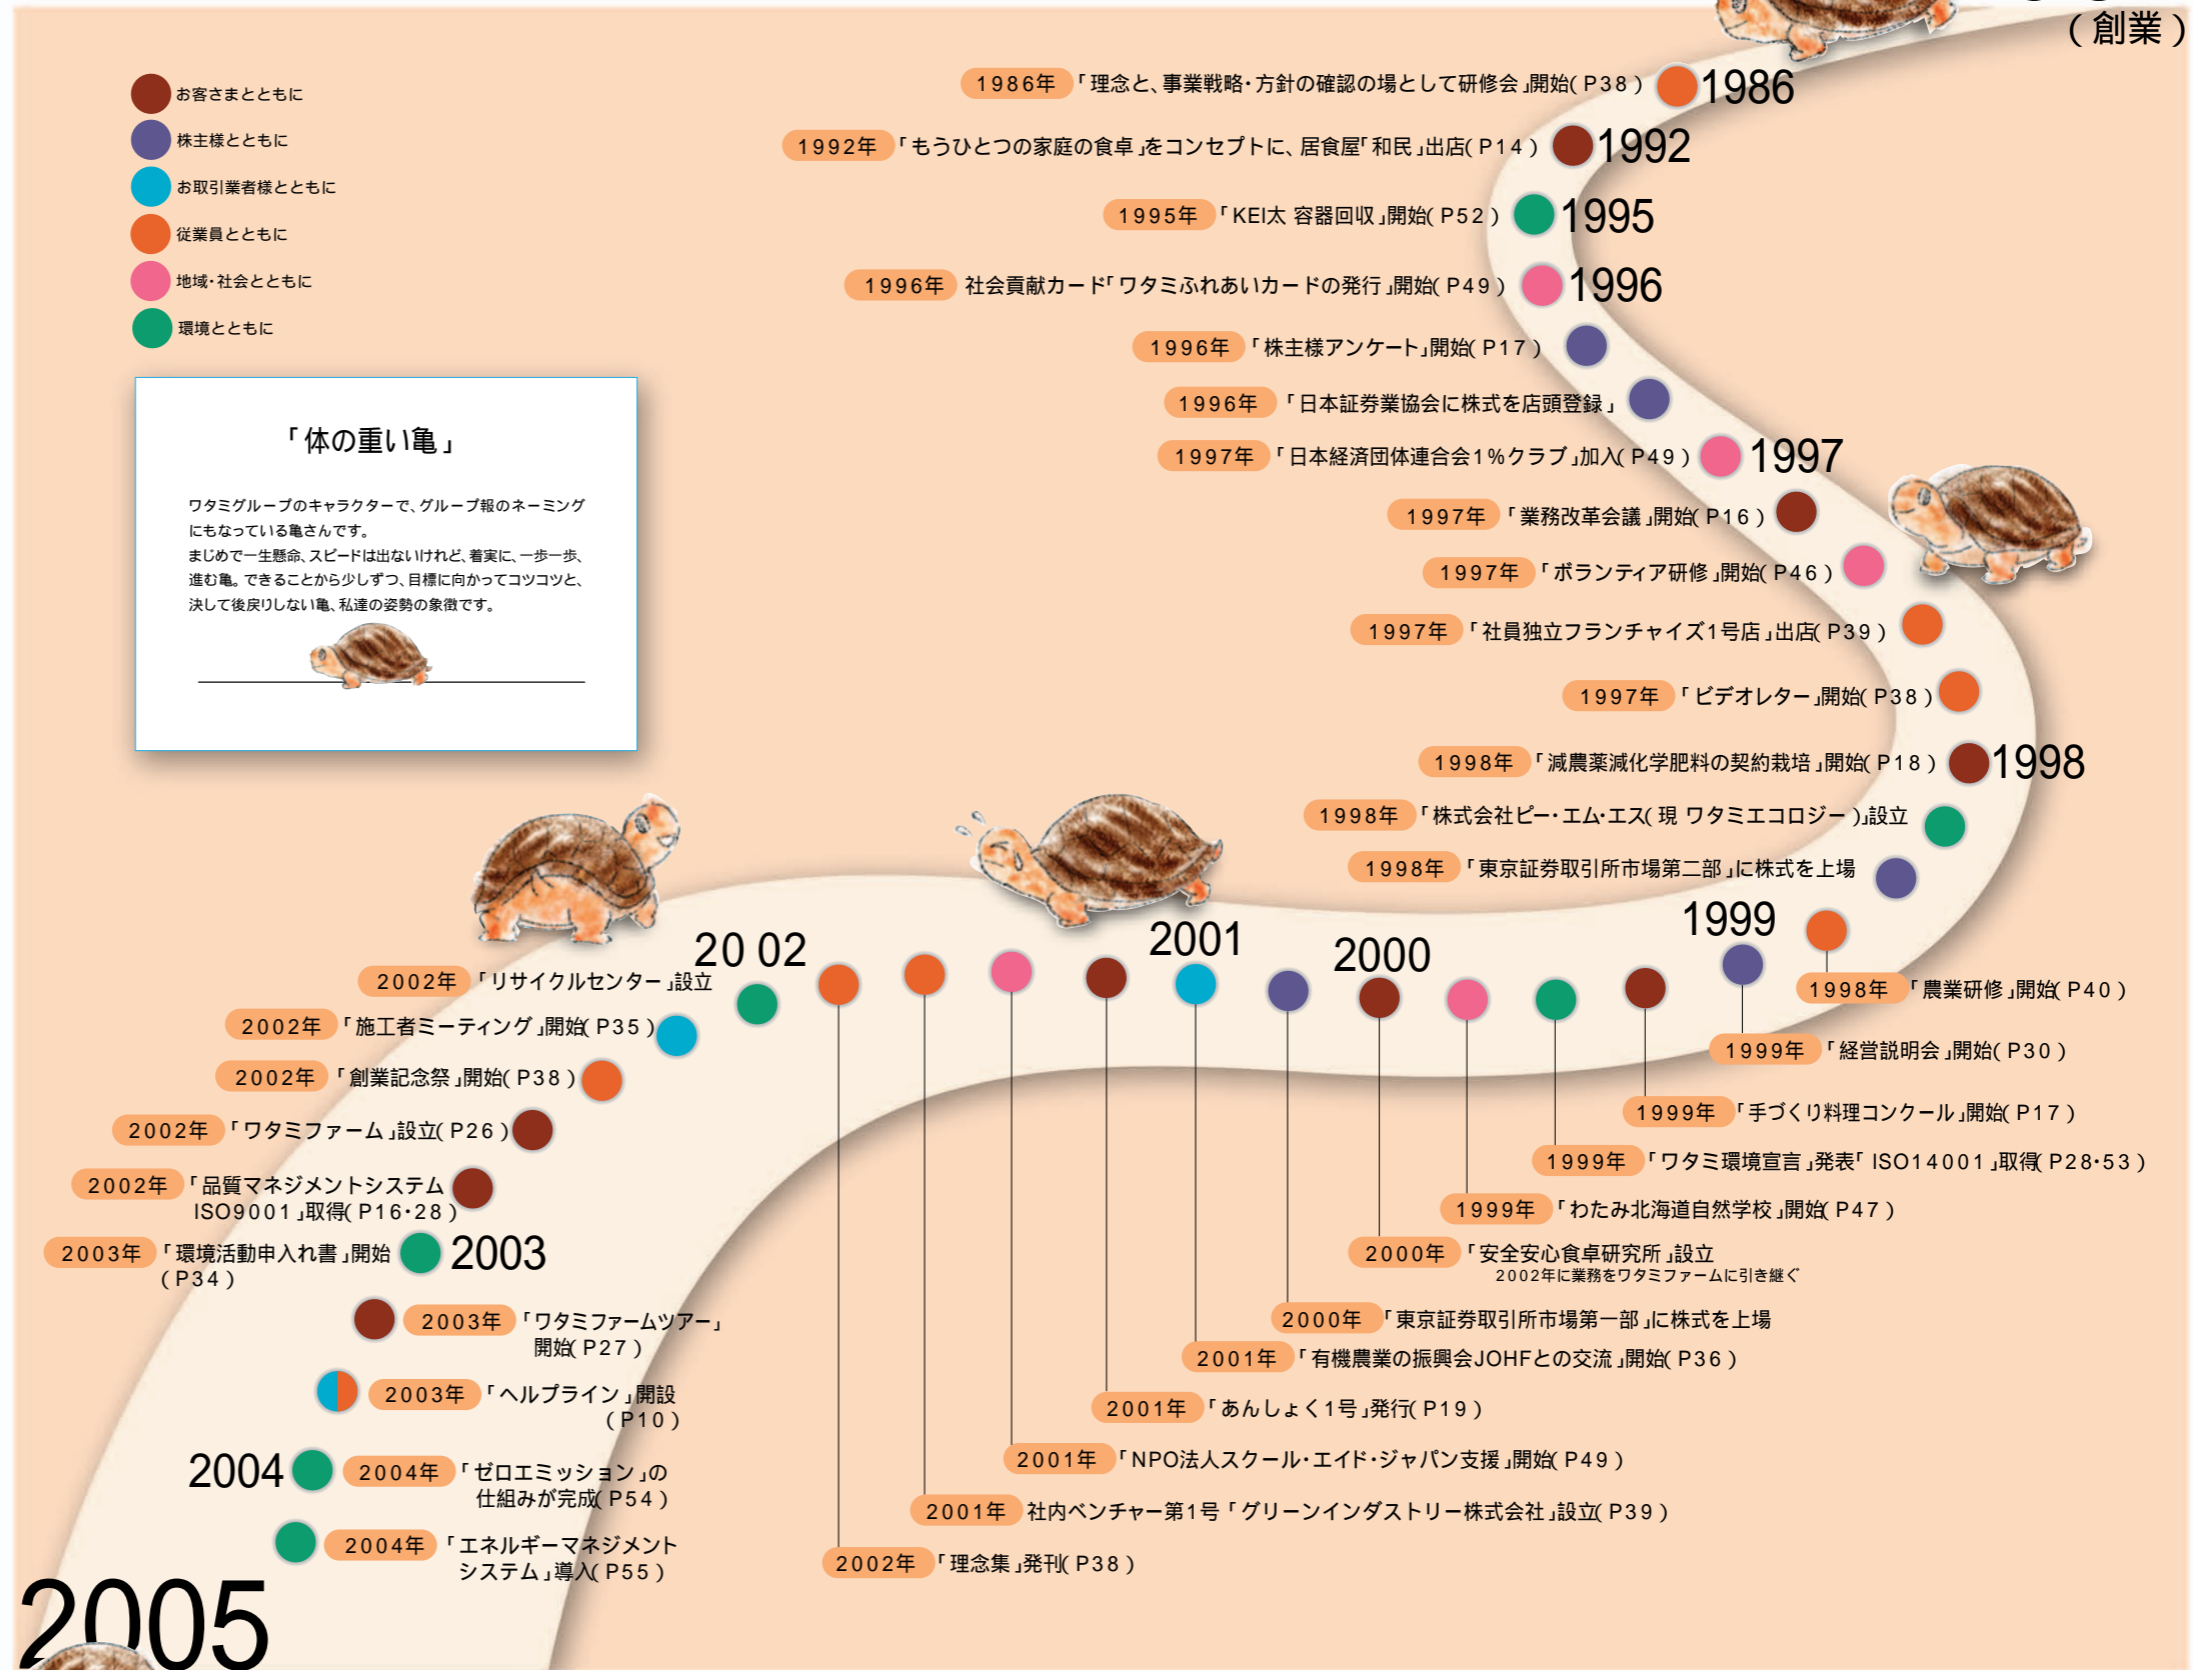 (創業)
お客さまとともに
株主様とともに
お取引業者様とともに
従業員とともに
地域・社会とともに
環境とともに
「体の重い亀」
ワタミグループのキャラクターで、グループ報のネーミング
にもなっている亀さんです。
まじめで一生懸命、スピードは出ないけれど、着実に、一歩一歩、
進む亀。できることから少しずつ、目標に向かってコツコツと、
決して後戻りしない亀、私達の姿勢の象徴です。
1986年 「理念と、事業戦略・方針の確認の場として研修会」開始(P38) 1986
1992年 「もうひとつの家庭の食卓」をコンセプトに、居食屋「和民」出店(P14) 1992
1995年 「KEI太 容器回収」開始(P52) 1995
1996年 社会貢献カード「ワタミふれあいカードの発行」開始(P49) 1996
1996年 「株主様アンケート」開始(P17)
1996年 「日本証券業協会に株式を店頭登録」
1997年 「日本経済団体連合会1%クラブ」加入(P49) 1997
1997年 「業務改革会議」開始(P16)
1997年 「ボランティア研修」開始(P46)
1997年 「社員独立フランチャイズ1号店」出店(P39)
1997年 「ビデオレター」開始(P38)
1998年 「減農薬減化学肥料の契約栽培」開始(P18) 1998
1998年 「株式会社ピー・エム・エス(現 ワタミエコロジー)」設立
1998年 「東京証券取引所市場第二部」に株式を上場
1998年 「農業研修」開始(P40)
1999
1999年 「経営説明会」開始(P30)
1999年 「手づくり料理コンクール」開始(P17)
1999年 「ワタミ環境宣言」発表「ISO14001」取得(P28・53)
1999年 「わたみ北海道自然学校」開始(P47)
2000
2000年 「安全安心食卓研究所」設立
2002年に業務をワタミファームに引き継ぐ
2000年 「東京証券取引所市場第一部」に株式を上場
2001
2001年 「有機農業の振興会JOHFとの交流」開始(P36)
2001年 「あんしょく1号」発行(P19)
2001年 「NPO法人スクール・エイド・ジャパン支援」開始(P49)
2001年 社内ベンチャー第1号「グリーンインダストリー株式会社」設立(P39)
2002年 「理念集」発刊(P38)
20 02
2002年 「リサイクルセンター」設立
2002年 「施工者ミーティング」開始(P35)
2002年 「創業記念祭」開始(P38)
2002年 「ワタミファーム」設立(P26)
2002年 「品質マネジメントシステム
ISO9001」取得(P16・28)
2003年 「環境活動申入れ書」開始 2003
(P34)
2003年 「ワタミファームツアー」
開始(P27)
2003年 「ヘルプライン」開設
(P10)
2004 2004年 「ゼロエミッション」の
仕組みが完成(P54)
2004年 「エネルギーマネジメント
システム」導入(P55)
2005